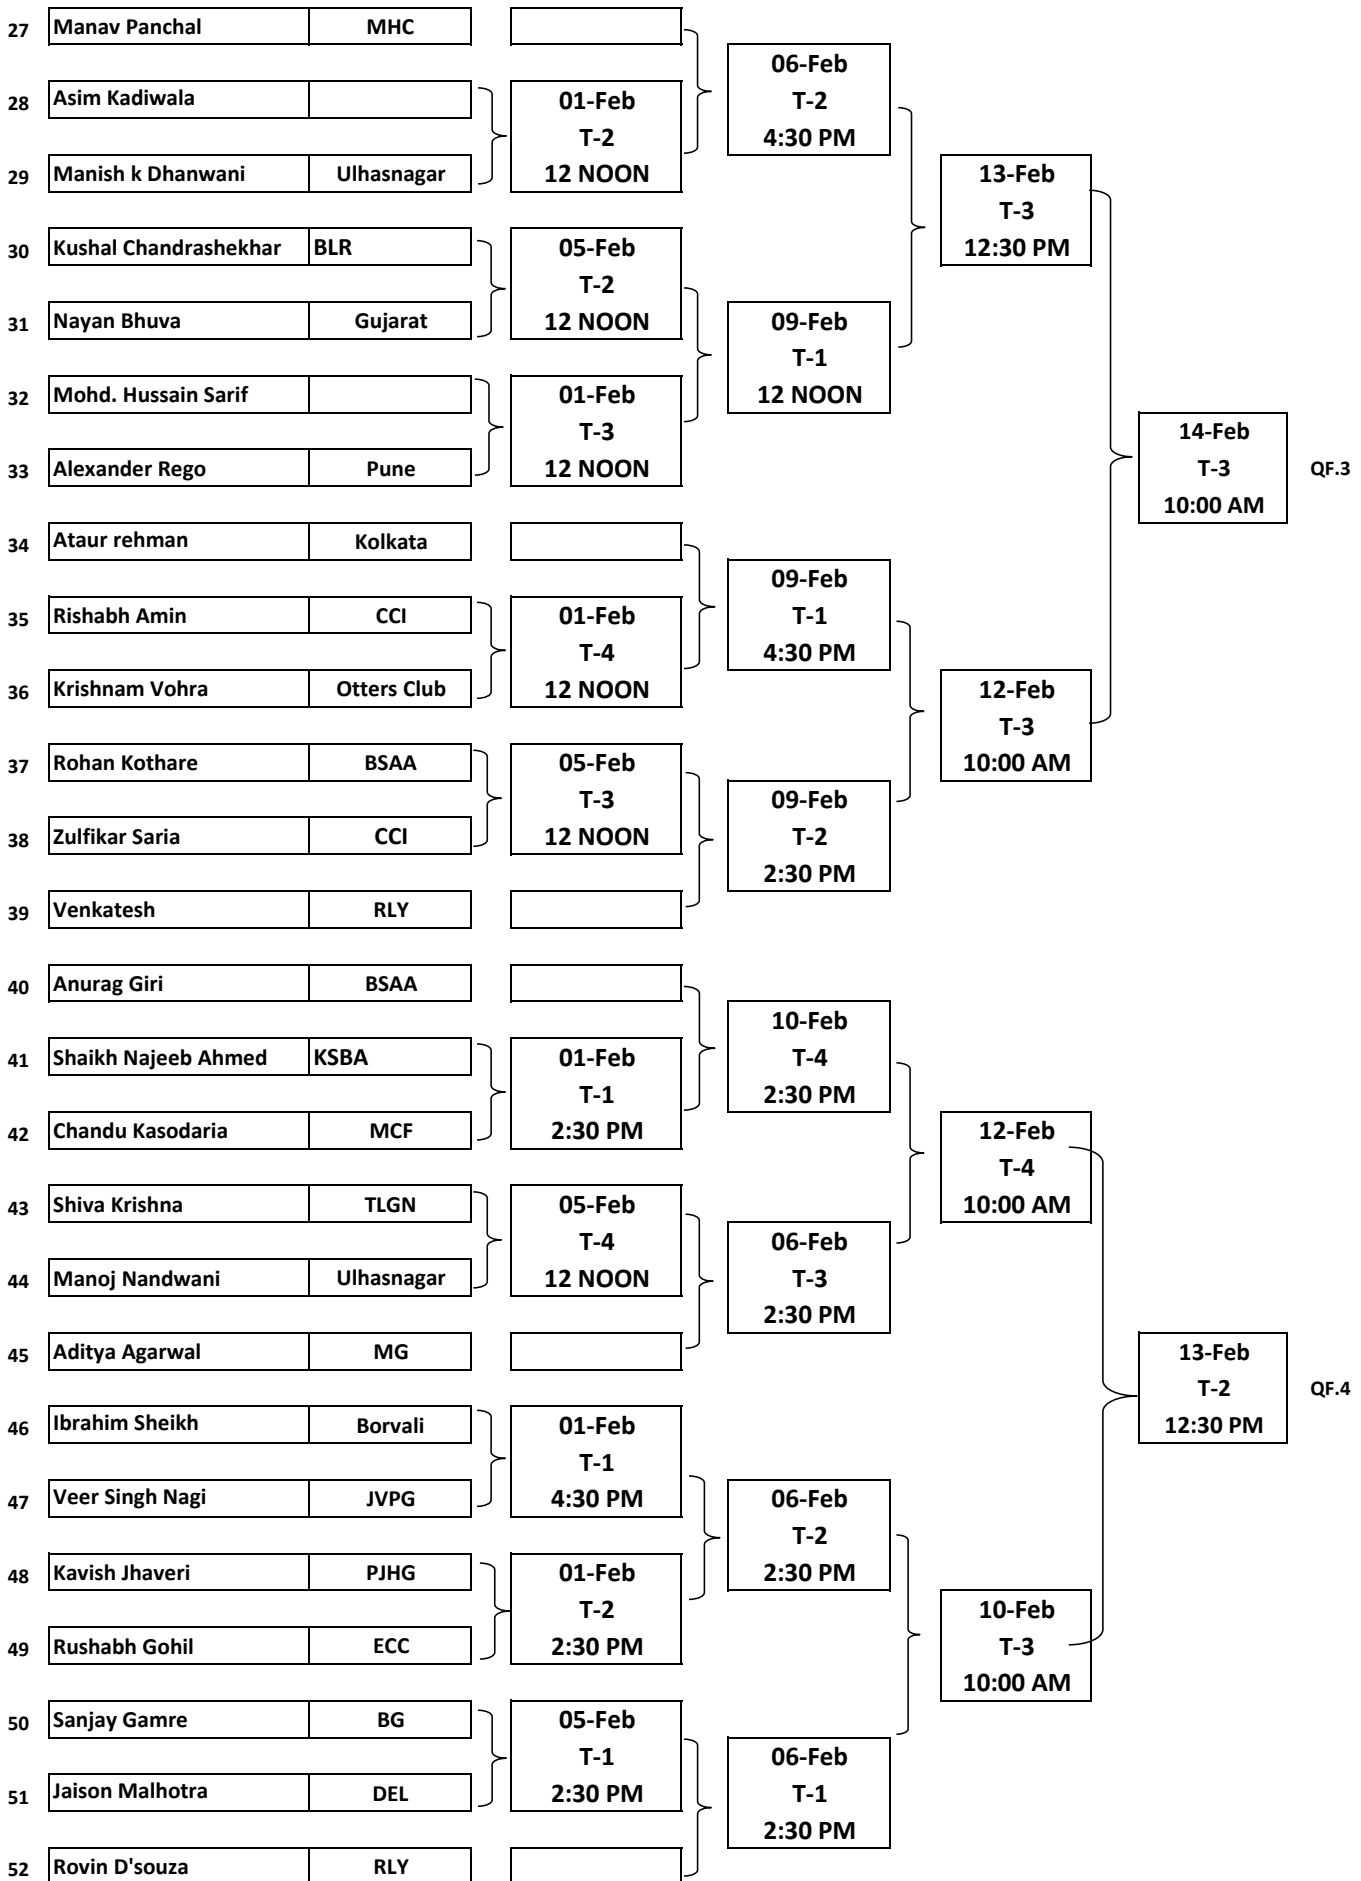 27 Manav Panchal MHC
06-Feb
28 Asim Kadiwala 01-Feb T-2
T-2 4:30 PM
29 Manish k Dhanwani Ulhasnagar 12 NOON 13-Feb
T-3
30 Kushal Chandrashekhar BLR 05-Feb 12:30 PM
T-2
31 Nayan Bhuva Gujarat 12 NOON 09-Feb
T-1
32 Mohd. Hussain Sarif 01-Feb 12 NOON
T-3 14-Feb
33 Alexander Rego Pune 12 NOON T-3 QF.3
10:00 AM
34 Ataur rehman Kolkata
09-Feb
35 Rishabh Amin CCI 01-Feb T-1
T-4 4:30 PM
36 Krishnam Vohra Otters Club 12 NOON 12-Feb
T-3
37 Rohan Kothare BSAA 05-Feb 10:00 AM
T-3 09-Feb
38 Zulfikar Saria CCI 12 NOON T-2
2:30 PM
39 Venkatesh RLY
40 Anurag Giri BSAA
10-Feb
41 Shaikh Najeeb Ahmed KSBA 01-Feb T-4
T-1 2:30 PM
42 Chandu Kasodaria MCF 2:30 PM 12-Feb
T-4
43 Shiva Krishna TLGN 05-Feb 10:00 AM
T-4 06-Feb
44 Manoj Nandwani Ulhasnagar 12 NOON T-3
2:30 PM
45 Aditya Agarwal MG 13-Feb
T-2 QF.4
46 Ibrahim Sheikh Borvali 01-Feb 12:30 PM
T-1
47 Veer Singh Nagi JVPG 4:30 PM 06-Feb
T-2
48 Kavish Jhaveri PJHG 01-Feb 2:30 PM
T-2 10-Feb
49 Rushabh Gohil ECC 2:30 PM T-3
10:00 AM
50 Sanjay Gamre BG 05-Feb
T-1 06-Feb
51 Jaison Malhotra DEL 2:30 PM T-1
2:30 PM
52 Rovin D'souza RLY